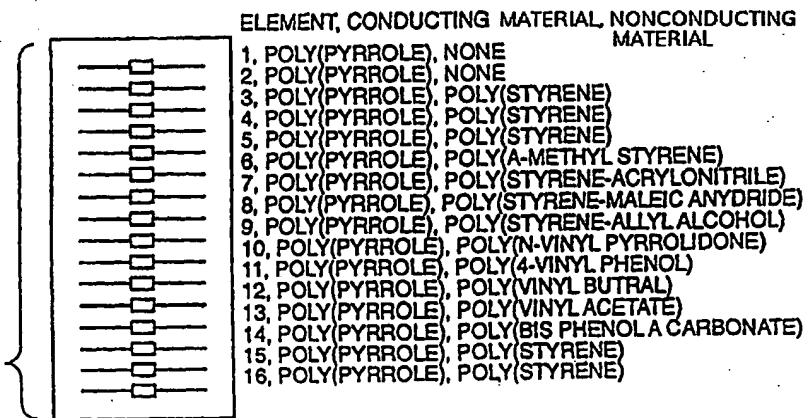 ELEMENT, CONDUCTING MATERIAL, NONCONDUCTING
MATERIAL
1, POLY(PYRROLE), NONE
2, POLY(PYRROLE), NONE
3, POLY(PYRROLE), POLY(STYRENE)
4, POLY(PYRROLE), POLY(STYRENE)
5, POLY(PYRROLE), POLY(STYRENE)
6, POLY(PYRROLE), POLY(A-METHYL STYRENE)
7, POLY(PYRROLE), POLY(STYRENE-ACRYLONITRILE)
8, POLY(PYRROLE), POLY(STYRENE-MALEIC ANYDRIDE)
9, POLY(PYRROLE), POLY(STYRENE-ALLYL ALCOHOL)
10, POLY(PYRROLE), POLY(N-VINYL PYRROLIDONE)
11, POLY(PYRROLE), POLY(4-VINYL PHENOL)
12, POLY(PYRROLE), POLY(VINYL BUTRAL)
13, POLY(PYRROLE), POLY(VINYL ACETATE)
14, POLY(PYRROLE), POLY(BIS PHENOL A CARBONATE)
15, POLY(PYRROLE), POLY(STYRENE)
16, POLY(PYRROLE), POLY(STYRENE)